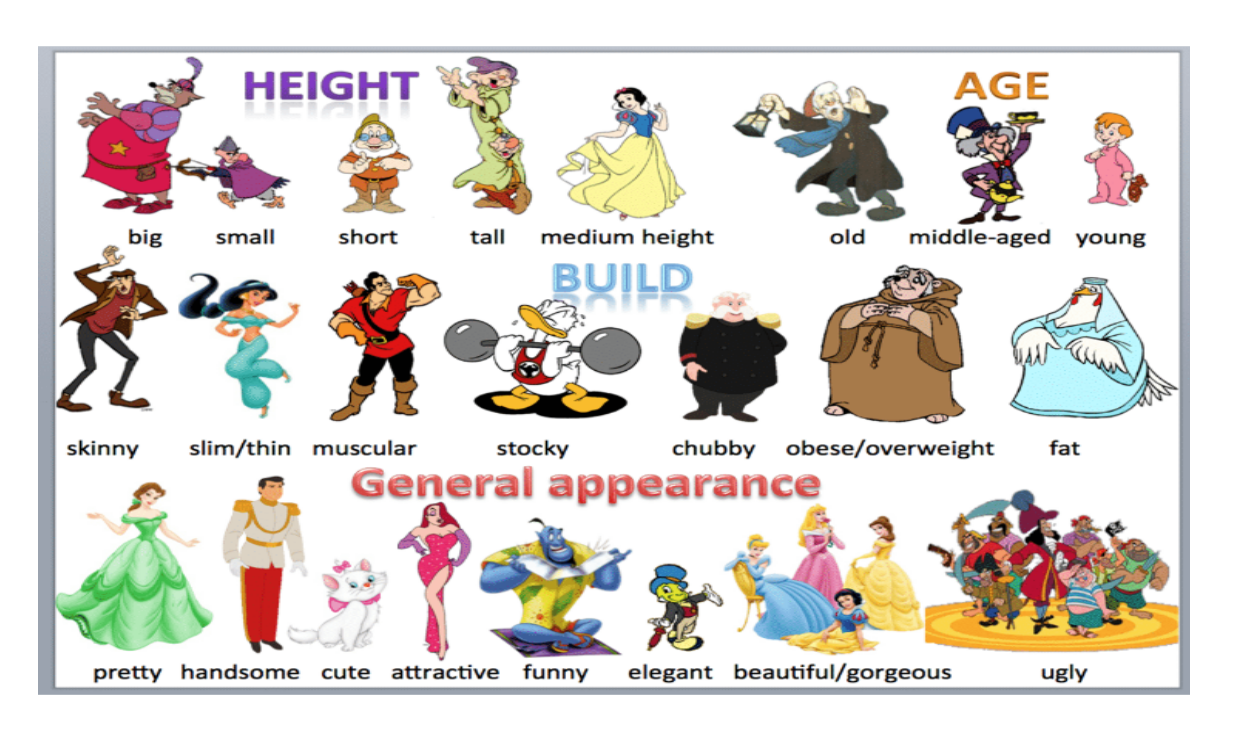 HEIGHT AGE
big small short tall medium height old middle-aged young
BUILD
skinny slim/thin muscular stocky chubby obese/overweight fat
General appearance
pretty handsome cute attractive funny elegant beautiful/gorgeous ugly